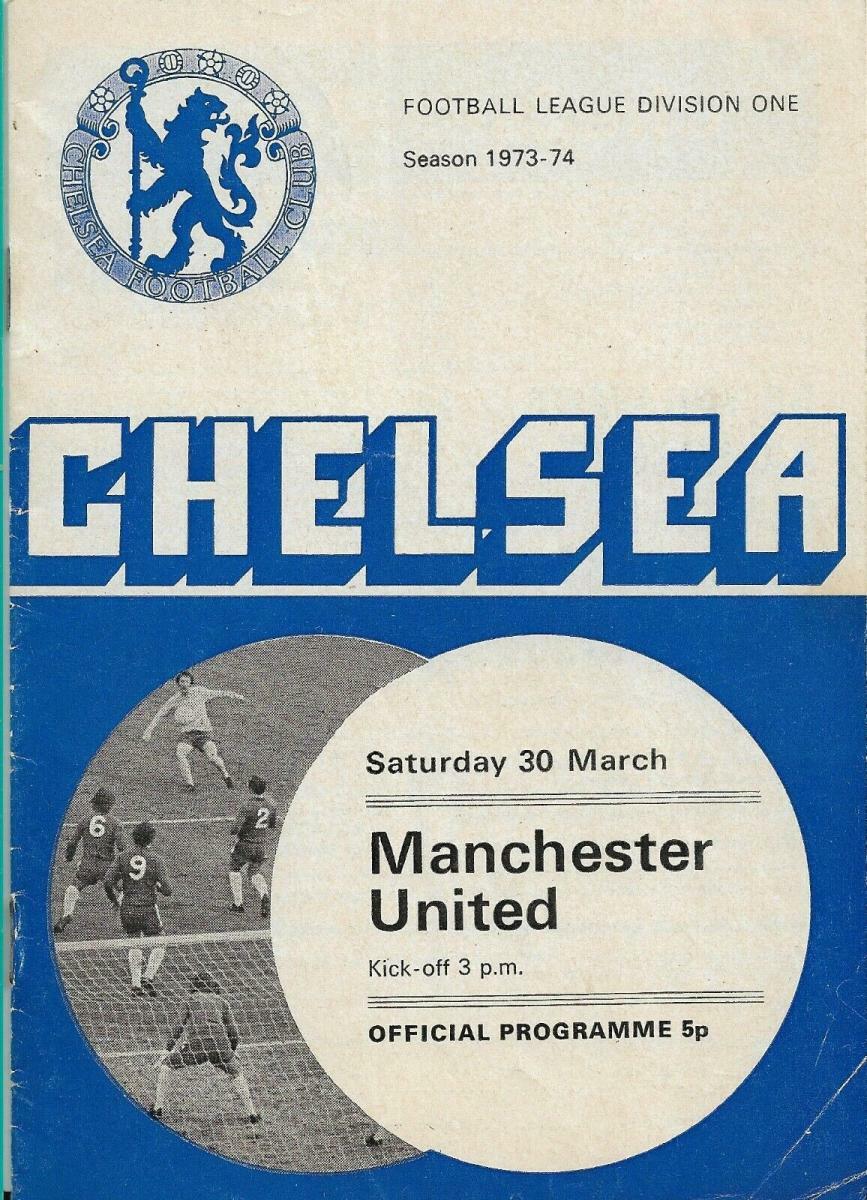 CHELSEA FOOTBALL CLUB
FOOTBALL LEAGUE DIVISION ONE
Season 1973-74
CHELSEA
Saturday 30 March
Manchester
United
Kick-off 3 p.m.
OFFICIAL PROGRAMME 5p
6
2
9